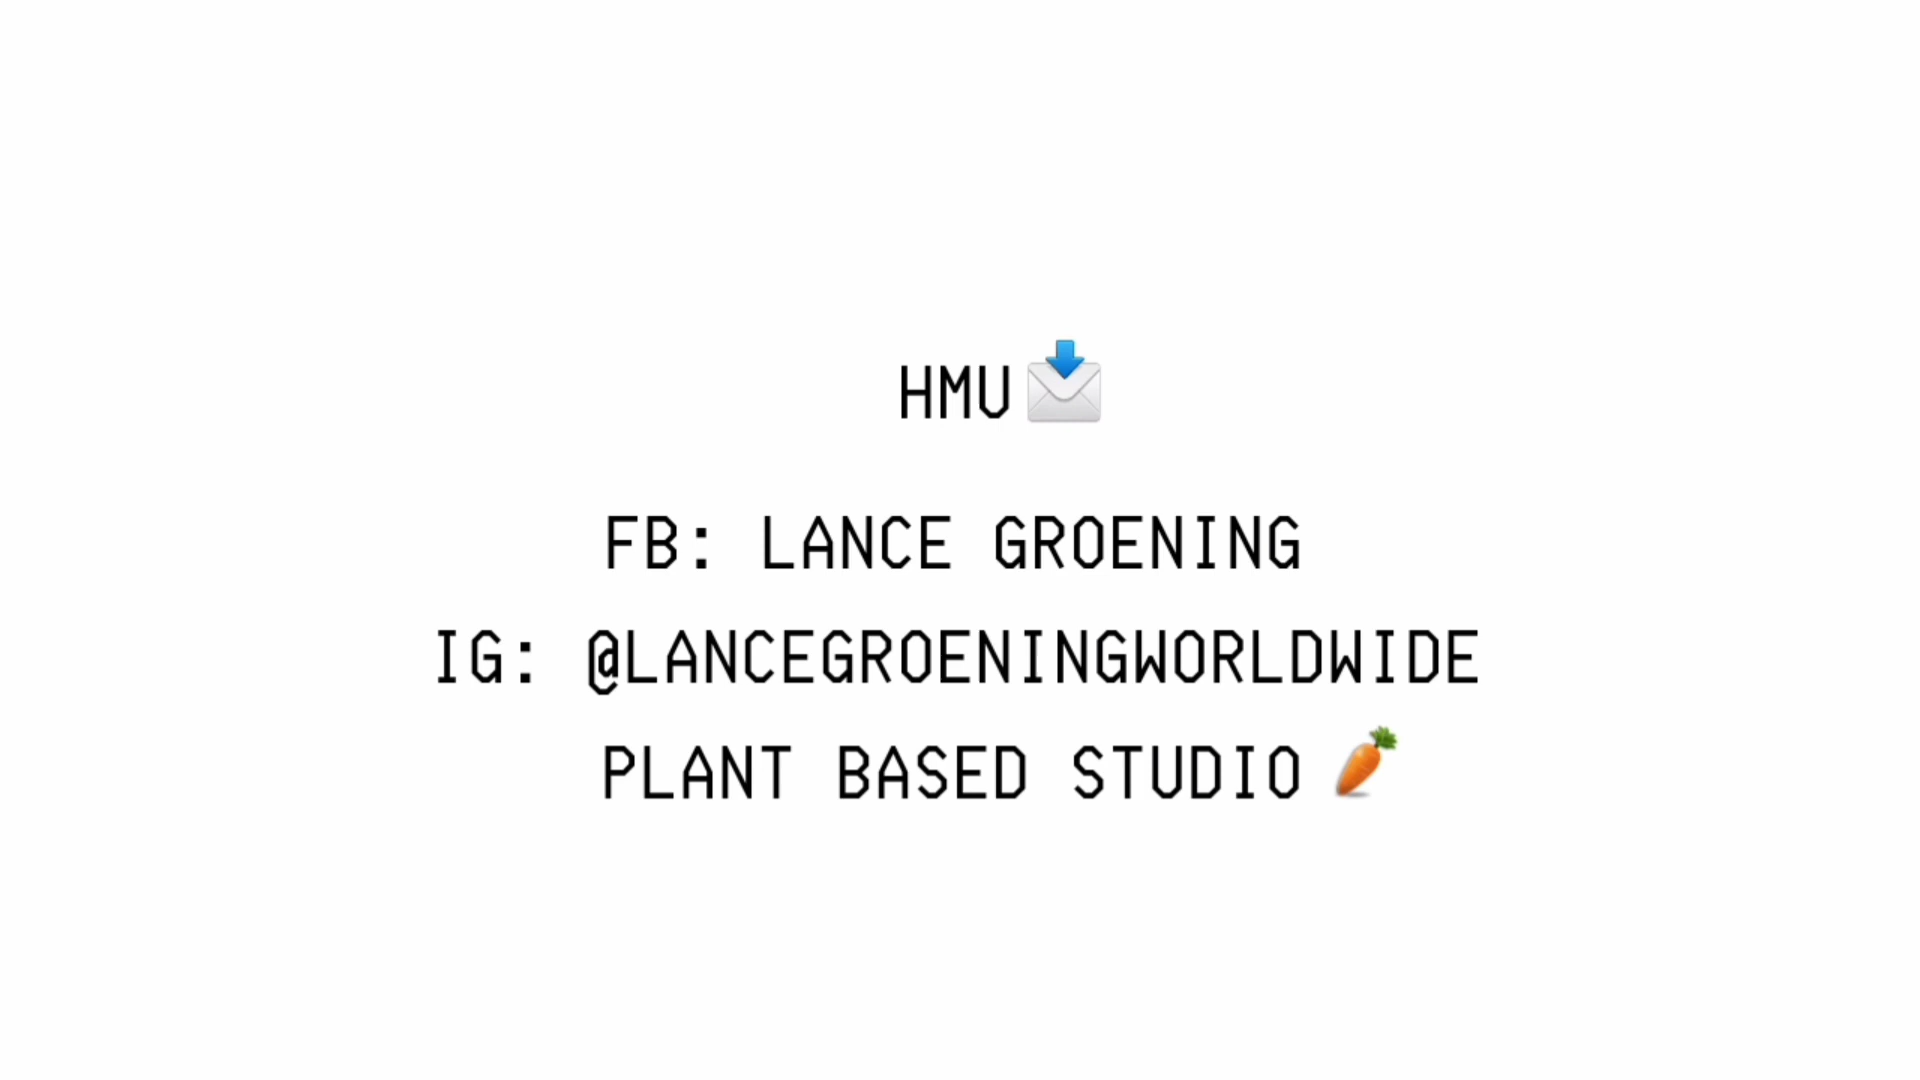 HMU 📩
FB: LANCE GROENING
IG: @LANCEGROENINGWORLDWIDE
PLANT BASED STUDIO 🥕